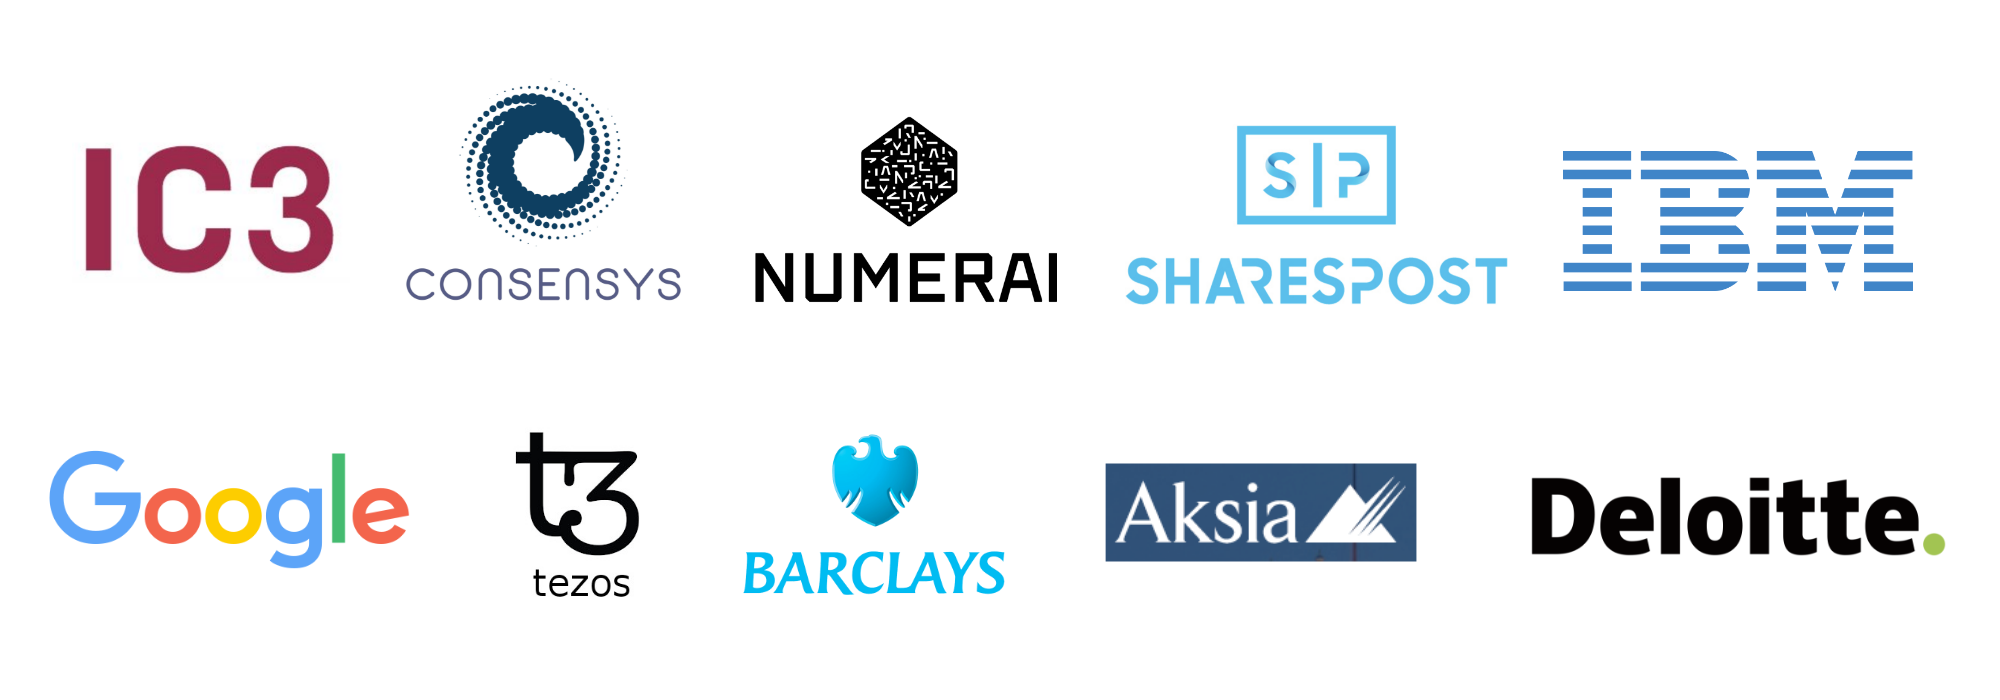 IC3
CONSENSYS
NUMERAI
S|P
SHARESPOST
IBM
Google
tezos
BARCLAYS
Aksia
Deloitte.